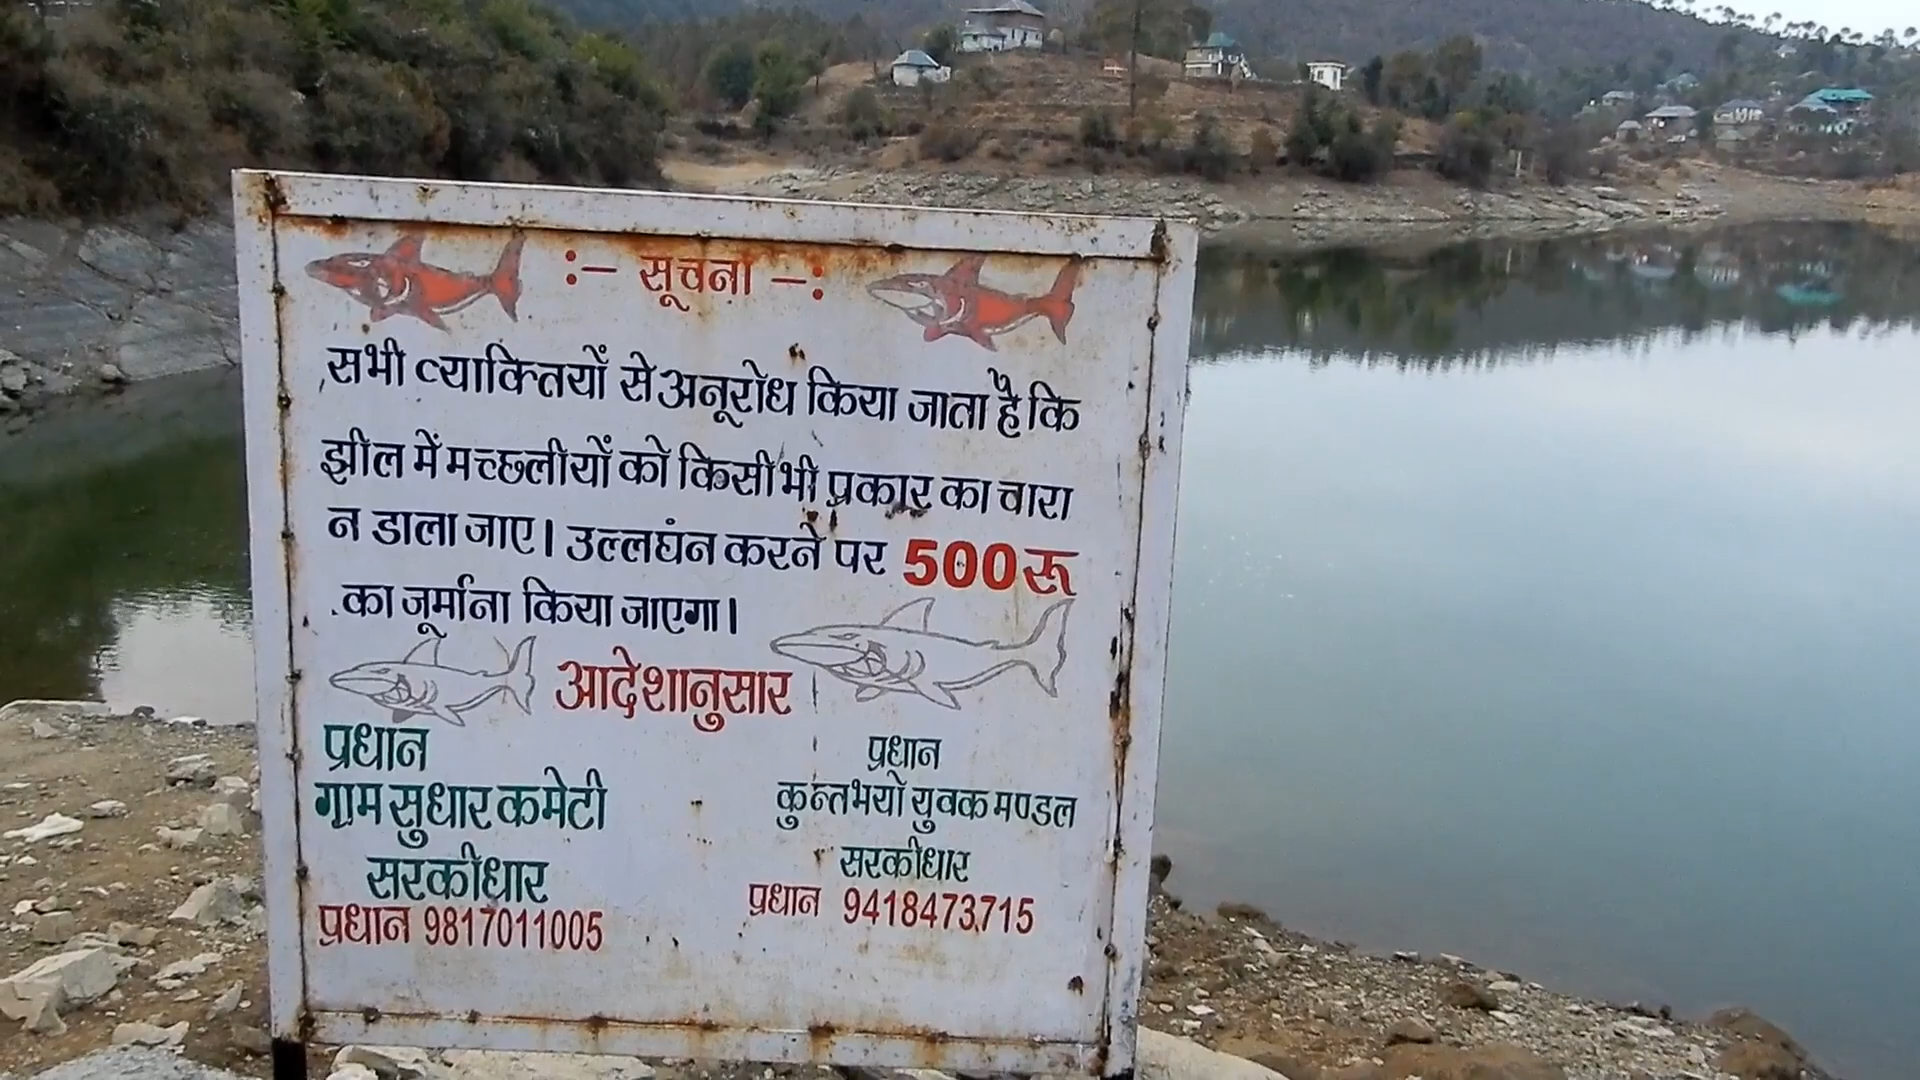 :– सूचना –:
सभी व्याक्तियों से अनूरोध किया जाता है कि
झील में मच्छलीयों को किसी भी प्रकार का चारा
न डाला जाए। उल्लघंन करने पर 500रू
का जूर्माना किया जाएगा।
आदेशानुसार
प्रधान
ग्राम सुधार कमेटी
सरकीधार
प्रधान 9817011005
प्रधान
कुन्तभयो युवक मण्डल
सरकीधार
प्रधान 9418473715